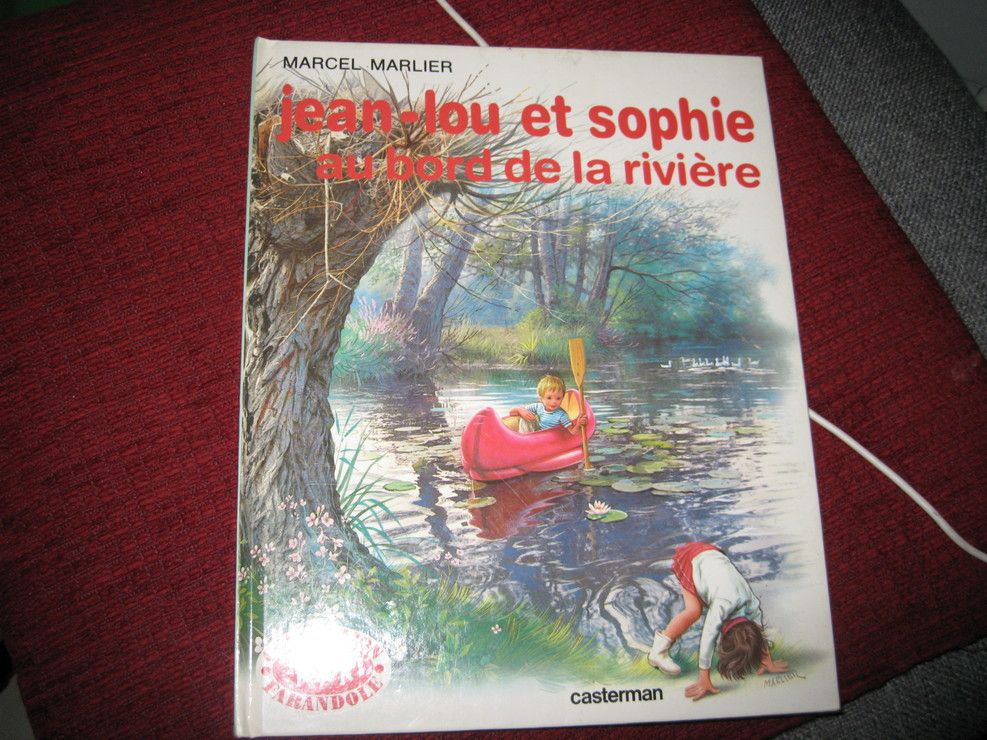 MARCEL MARLIER
jean-lou et sophie
au bord de la rivière
FARANDOLE
MARLIER
casterman